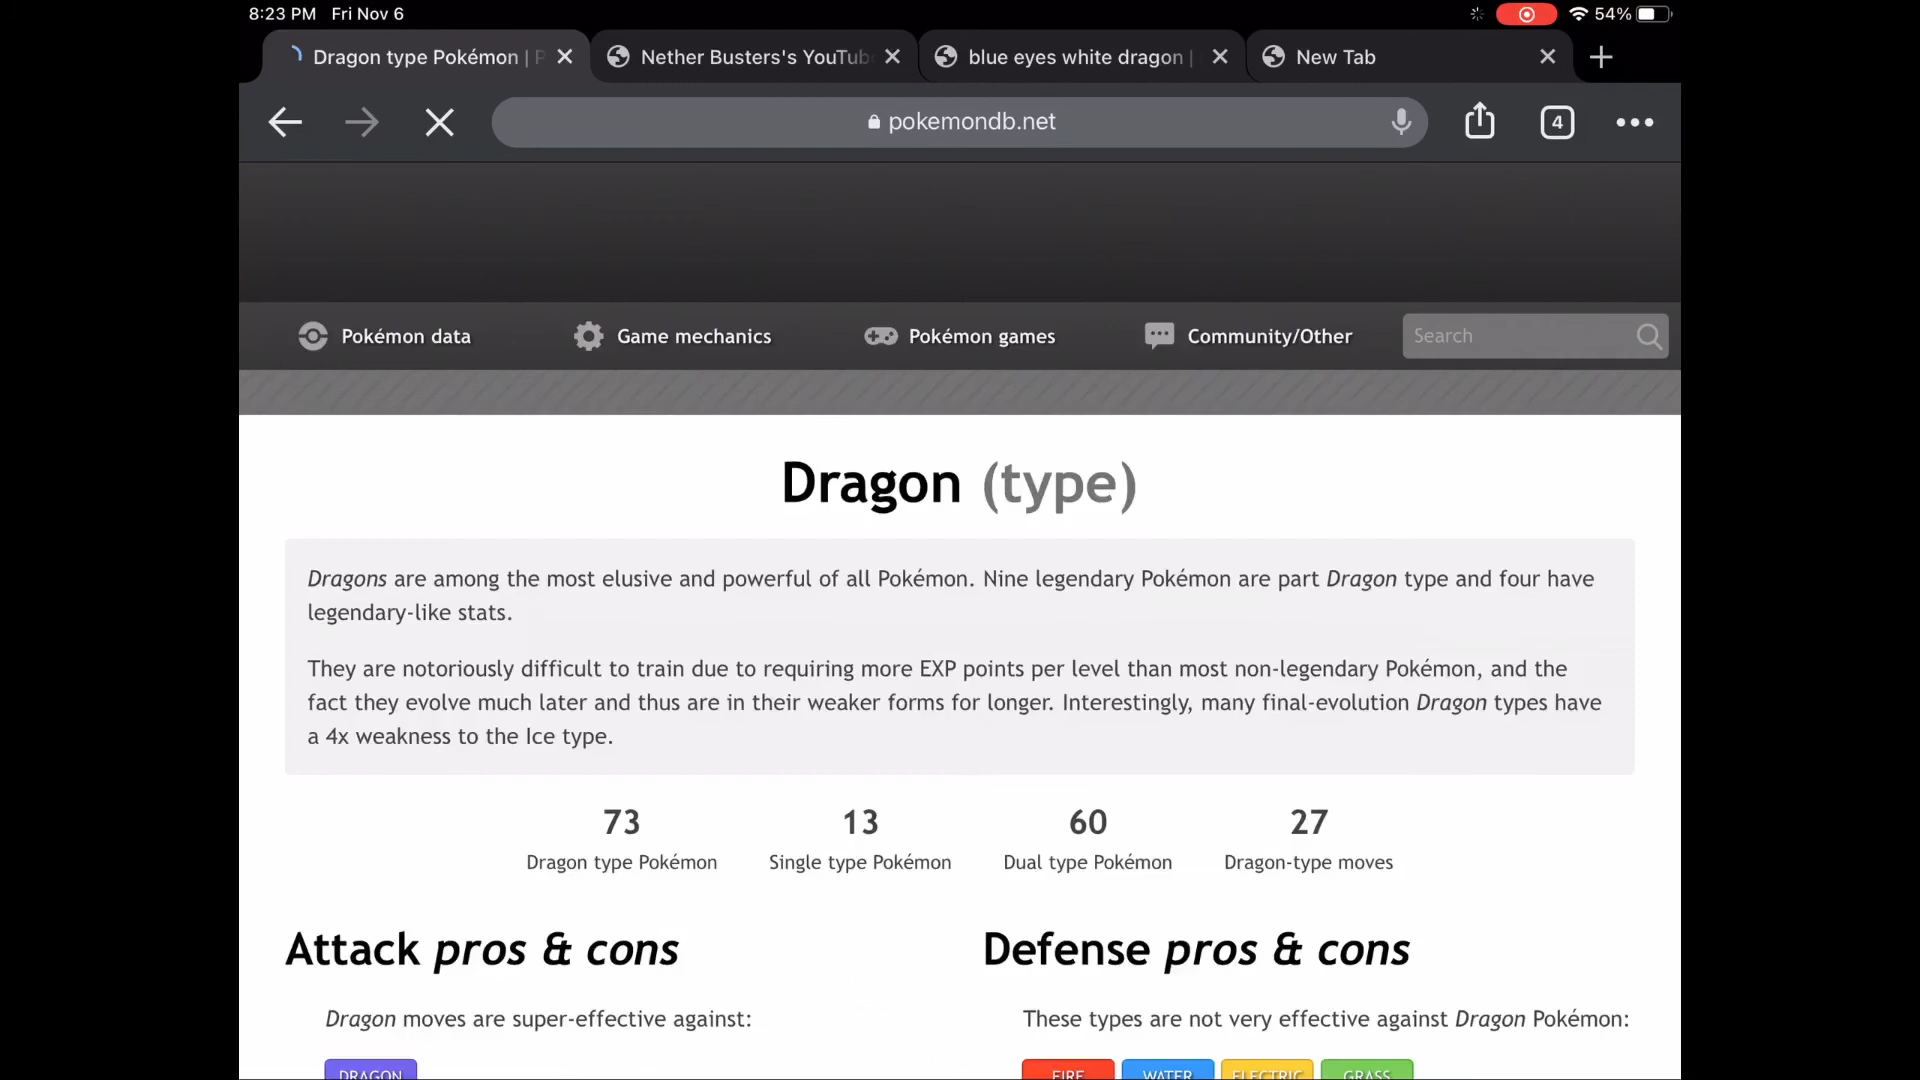 8:23 PM Fri Nov 6
54%
Dragon type Pokémon |
Nether Busters's YouTub
blue eyes white dragon |
New Tab
pokemondb.net
4
Pokémon data
Game mechanics
Pokémon games
Community/Other
Search
Dragon (type)
Dragons are among the most elusive and powerful of all Pokémon. Nine legendary Pokémon are part Dragon type and four have
legendary-like stats.
They are notoriously difficult to train due to requiring more EXP points per level than most non-legendary Pokémon, and the
fact they evolve much later and thus are in their weaker forms for longer. Interestingly, many final-evolution Dragon types have
a 4x weakness to the Ice type.
73
Dragon type Pokémon
13
Single type Pokémon
60
Dual type Pokémon
27
Dragon-type moves
Attack pros & cons
Dragon moves are super-effective against:
DRAGON
Defense pros & cons
These types are not very effective against Dragon Pokémon:
FIRE WATER ELECTRIC GRASS